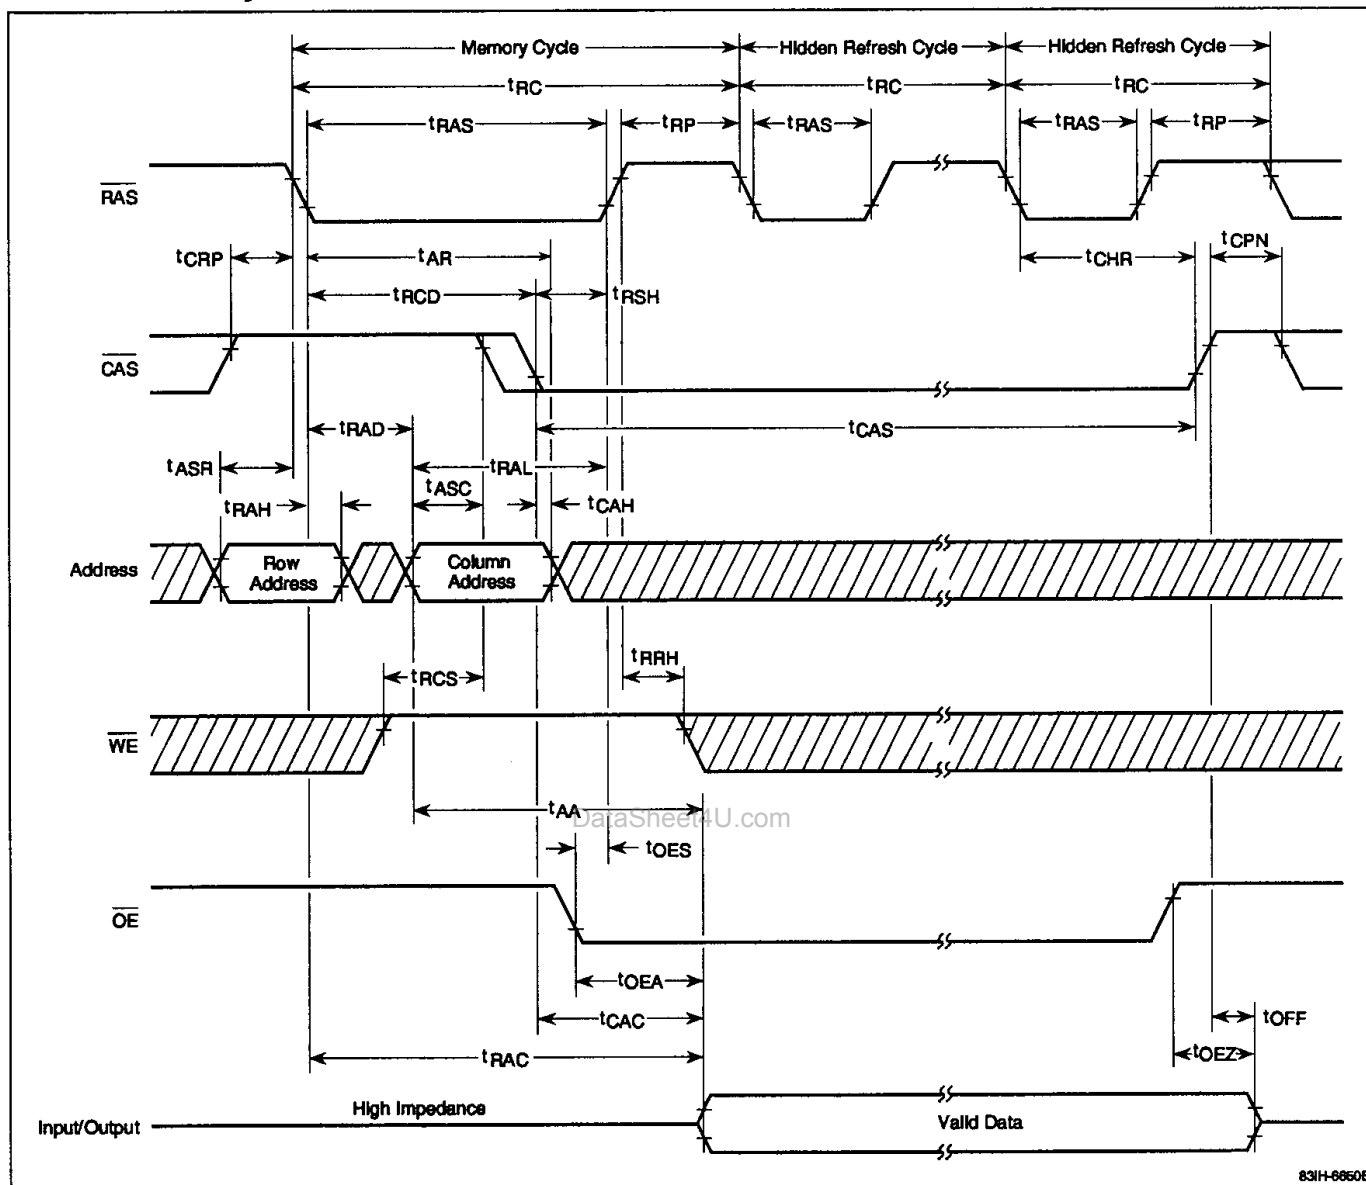 Memory Cycle Hidden Refresh Cycle Hidden Refresh Cycle
tRC tRC tRC
tRAS tRP tRAS tRAS tRP
RAS
tCRP tAR tCHR tCPN
tRCD tRSH
CAS
tRAD tCAS
tASR tRAL
tRAH tASC tCAH
Address Row Address Column Address
tRCS tRRH
WE
tAA
DataSheet4U.com
tOES
OE
tOEA
tCAC tOFF
tRAC tOEZ
High Impedance
Input/Output Valid Data
83IH-6650B